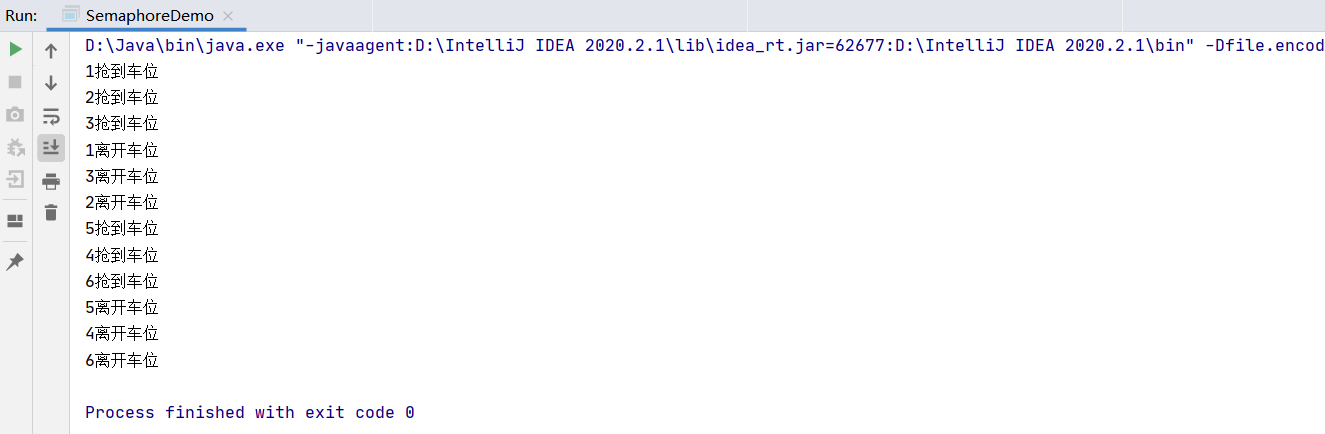 Run: SemaphoreDemo
D:\Java\bin\java.exe "-javaagent:D:\IntelliJ IDEA 2020.2.1\lib\idea_rt.jar=62677:D:\IntelliJ IDEA 2020.2.1\bin" -Dfile.encod
1抢到车位
2抢到车位
3抢到车位
1离开车位
3离开车位
2离开车位
5抢到车位
4抢到车位
6抢到车位
5离开车位
4离开车位
6离开车位
Process finished with exit code 0